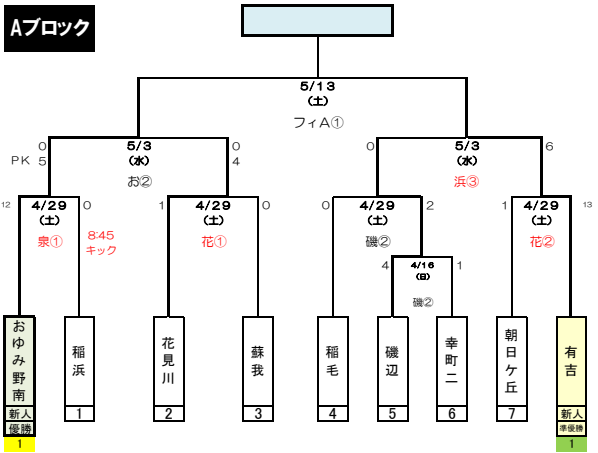 Aブロック
5/13
(土)
フィA①
0
5/3
0
0
5/3
6
PK
5
(水)
4
(水)
お②
浜③
12
4/29
0
1
4/29
0
0
4/29
2
1
4/29
13
(土)
(土)
(土)
(土)
泉①
8:45
キック
花①
磯②
花②
4
4/16
1
(日)
磯②
おゆみ野南
稲浜
花見川
蘇我
稲毛
磯辺
幸町二
朝日ケ丘
有吉
新人
1
2
3
4
5
6
7
新人
優勝
準優勝
1
1